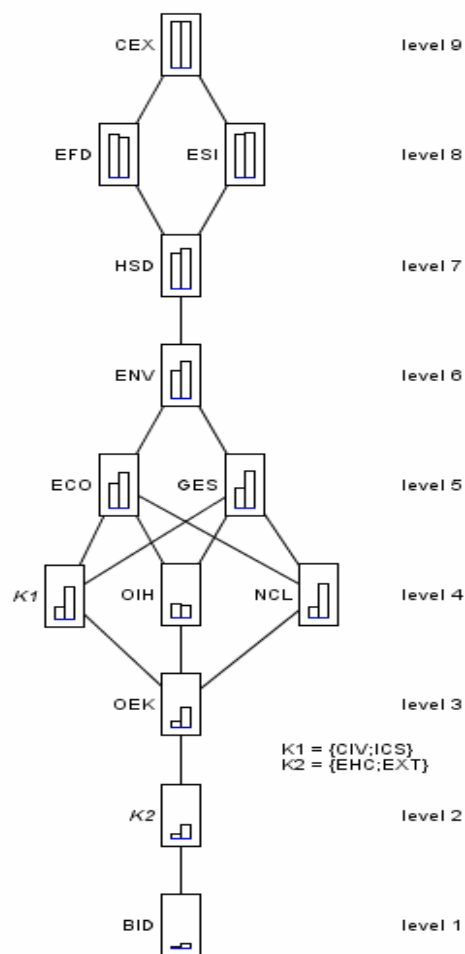 CEX level 9
EFD ESI level 8
HSD level 7
ENV level 6
ECO GES level 5
K1 OIH NCL level 4
OEK level 3
K1 = {CIV;ICS}
K2 = {EHC;EXT}
K2 level 2
BID level 1